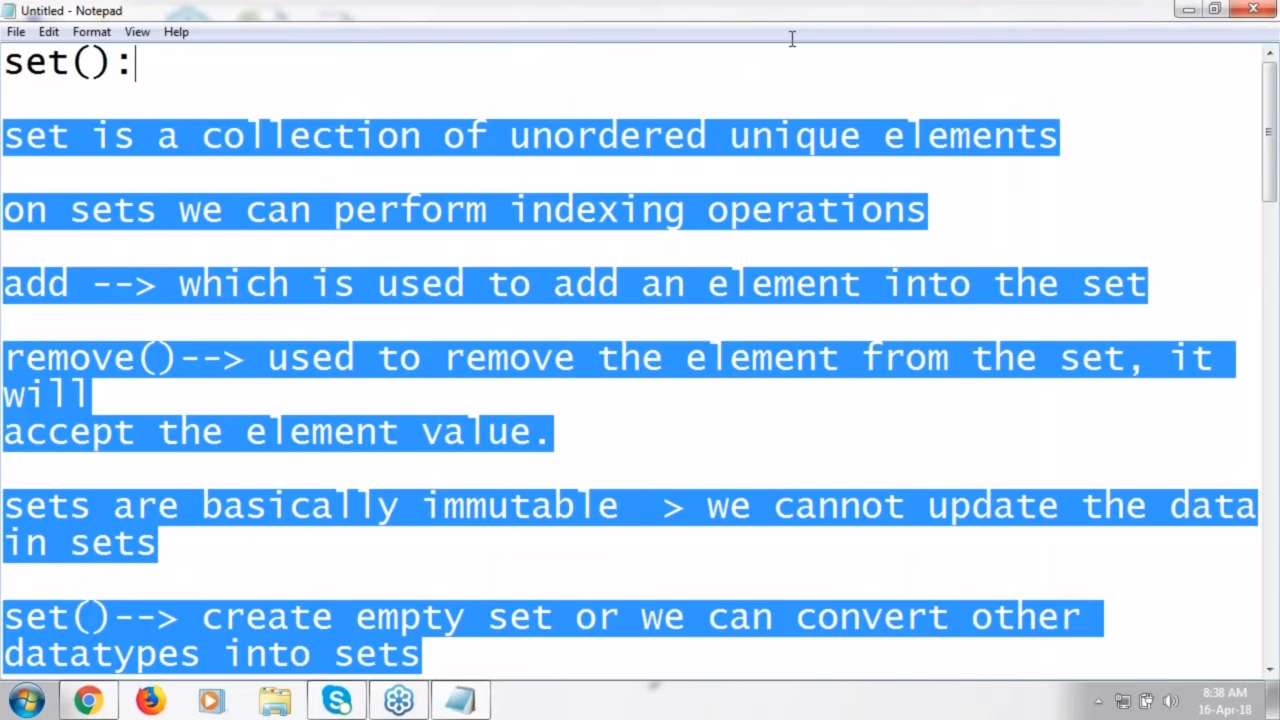 Untitled - Notepad
File Edit Format View Help
set():
set is a collection of unordered unique elements
on sets we can perform indexing operations
add --> which is used to add an element into the set
remove()--> used to remove the element from the set, it
will
accept the element value.
sets are basically immutable  > we cannot update the data
in sets
set()--> create empty set or we can convert other
datatypes into sets
8:38 AM
16-Apr-18